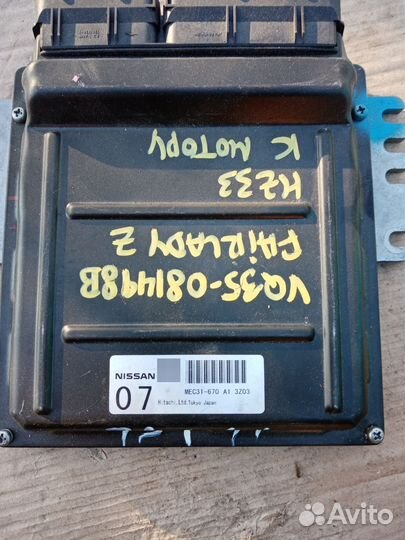 VQ35-081498B
FAIRLADY Z
HZ33
К МОТОРУ
NISSAN
07
MEC31-670 A1 3Z03
Hitachi,Ltd.Tokyo Japan
Avito